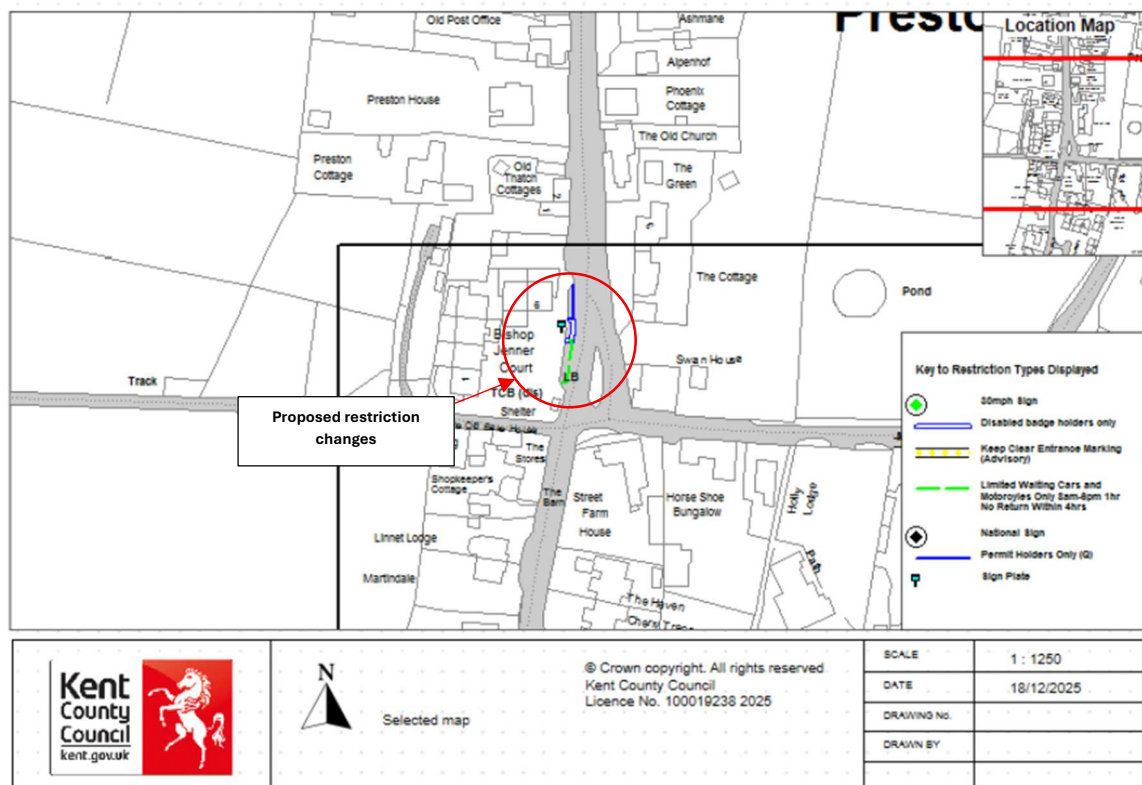 Old Post Office
Ashmane
Presto
Location Map
Alpenhof
Preston House
Phoenix
Cottage
The Old Church
Preston
Cottage
Old
Thatch
Cottages
The
Green
2
1
The Cottage
Pond
6
Bishop
Jenner
Court
1
LB
Swan House
Track
TCB (dis)
Shelter
Proposed restriction
changes
The
Stores
Shopkeeper's
Cottage
The
Barn
Street
Farm
House
Horse Shoe
Bungalow
Holly
Lodge
Path
Linnet Lodge
Martindale
The Haven
Key to Restriction Types Displayed
30mph Sign
Disabled badge holders only
Keep Clear Entrance Marking
(Advisory)
Limited Waiting Cars and
Motorcyles Only 8am-6pm 1hr
No Return Within 4hrs
National Sign
Permit Holders Only (Q)
Sign Plate
Kent
County
Council
kent.gov.uk
N
Selected map
© Crown copyright. All rights reserved
Kent County Council
Licence No. 100019238 2025
SCALE 1 : 1250
DATE 18/12/2025
DRAWING No.
DRAWN BY